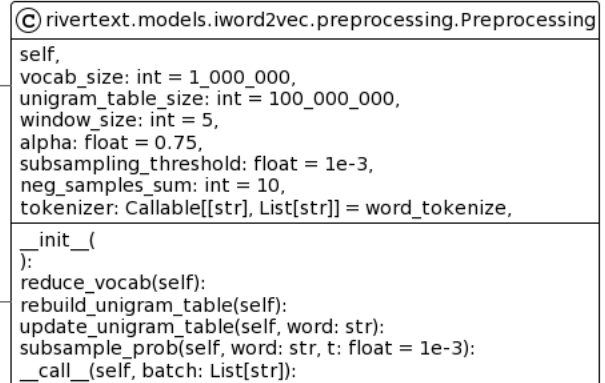 C rivertext.models.iword2vec.preprocessing.Preprocessing
self,
vocab_size: int = 1_000_000,
unigram_table_size: int = 100_000_000,
window_size: int = 5,
alpha: float = 0.75,
subsampling_threshold: float = 1e-3,
neg_samples_sum: int = 10,
tokenizer: Callable[[str], List[str]] = word_tokenize,
__init__(
):
reduce_vocab(self):
rebuild_unigram_table(self):
update_unigram_table(self, word: str):
subsample_prob(self, word: str, t: float = 1e-3):
__call__(self, batch: List[str]):